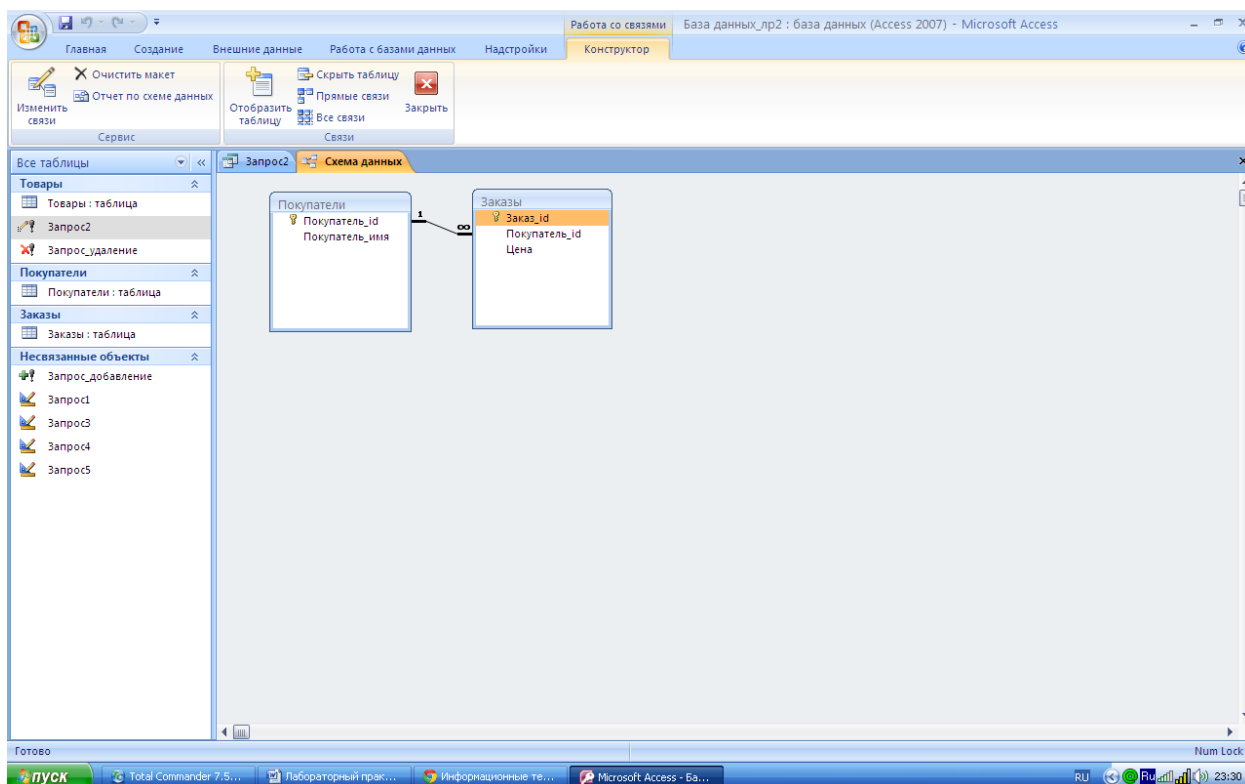 Работа со связями База данных_лр2 : база данных (Access 2007) - Microsoft Access
Главная Создание Внешние данные Работа с базами данных Надстройки Конструктор
Изменить связи
Очистить макет
Отчет по схеме данных
Сервис
Отобразить таблицу
Скрыть таблицу
Прямые связи
Все связи
Закрыть
Связи
Все таблицы
Товары
Товары : таблица
Запрос2
Запрос_удаление
Покупатели
Покупатели : таблица
Заказы
Заказы : таблица
Несвязанные объекты
Запрос_добавление
Запрос1
Запрос3
Запрос4
Запрос5
Запрос2 Схема данных
Покупатели
Покупатель_id
Покупатель_имя
1 ∞
Заказы
Заказ_id
Покупатель_id
Цена
Готово Num Lock
пуск Total Commander 7.5... Лабораторный прак... Информационные те... Microsoft Access - Ба... RU Ru 23:30